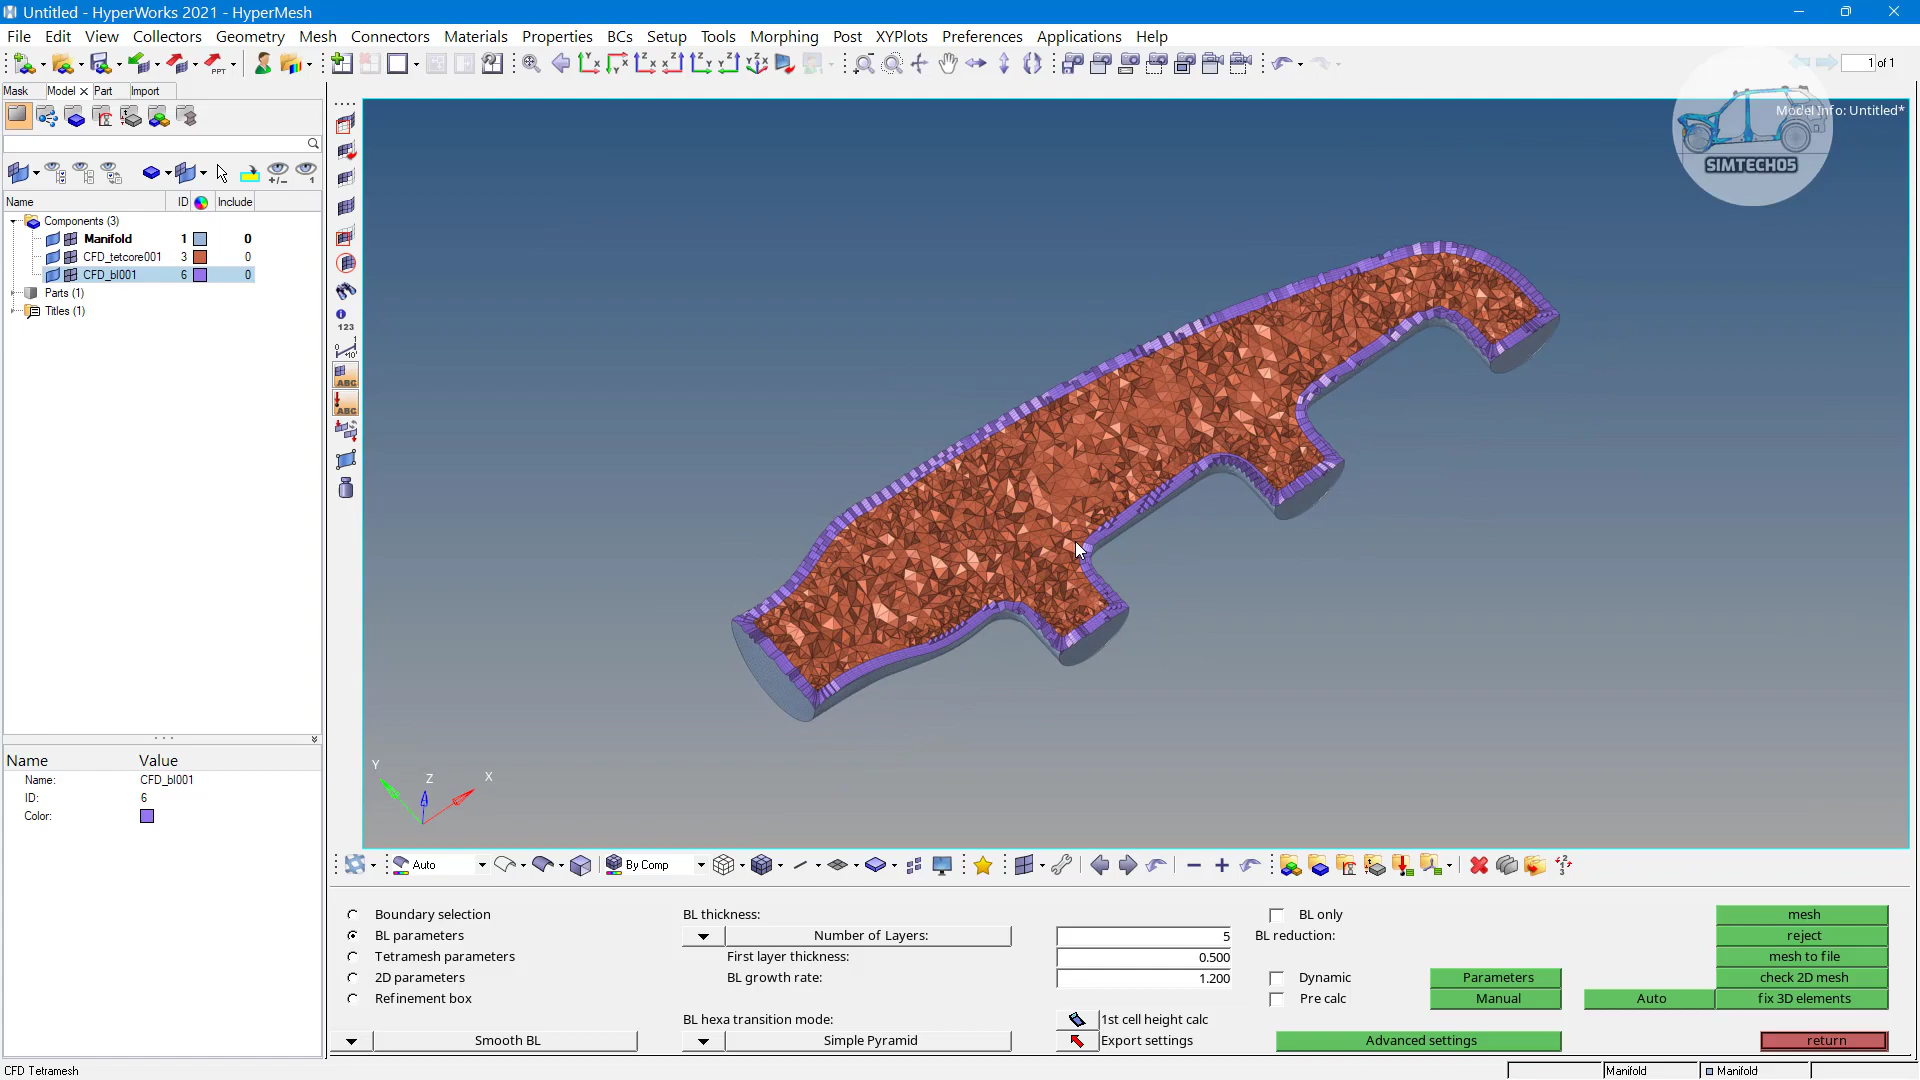 Untitled - HyperWorks 2021 - HyperMesh
File Edit View Collectors Geometry Mesh Connectors Materials Properties BCs Setup Tools Morphing Post XYPlots Preferences Applications Help
PPT
1 of 1
Mask Model Part Import
Model Info: Untitled*
SIMTECH05
Name ID Include
Components (3)
Manifold 1 0
CFD_tetcore001 3 0
CFD_bl001 6 0
Parts (1)
Titles (1)
123
ABC
ABC
Name Value
Name: CFD_bl001
ID: 6
Color:
Y Z X
Auto By Comp
Boundary selection
BL parameters
Tetramesh parameters
2D parameters
Refinement box
Smooth BL
BL thickness:
Number of Layers: 5
First layer thickness: 0.500
BL growth rate: 1.200
BL hexa transition mode:
Simple Pyramid
1st cell height calc
Export settings
BL only
BL reduction:
Dynamic Parameters
Pre calc Manual Auto
Advanced settings
mesh
reject
mesh to file
check 2D mesh
fix 3D elements
return
CFD Tetramesh
Manifold Manifold